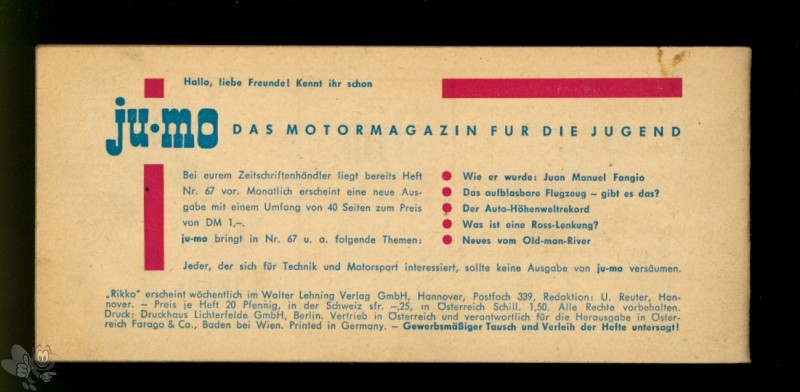 Hallo, liebe Freunde! Kennt ihr schon
ju·mo DAS MOTORMAGAZIN FUR DIE JUGEND
Bei eurem Zeitschriftenhändler liegt bereits Heft
Nr. 67 vor. Monatlich erscheint eine neue Aus-
gabe mit einem Umfang von 40 Seiten zum Preis
von DM 1,–.
ju-mo bringt in Nr. 67 u. a. folgende Themen:
Wie er wurde: Juan Manuel Fangio
Das aufblasbare Flugzeug – gibt es das?
Der Auto-Höhenweltrekord
Was ist eine Ross-Lenkung?
Neues vom Old-man-River
Jeder, der sich für Technik und Motorsport interessiert, sollte keine Ausgabe von ju-mo versäumen.
„Rikko" erscheint wöchentlich im Walter Lehning Verlag GmbH, Hannover, Postfach 339, Redaktion: U. Reuter, Han-
nover. – Preis je Heft 20 Pfennig, in der Schweiz sfr. –,25, in Österreich Schill. 1,50. Alle Rechte vorbehalten.
Druck: Druckhaus Lichterfelde GmbH, Berlin. Vertrieb in Österreich und verantwortlich für die Herausgabe in Öster-
reich Farago & Co., Baden bei Wien. Printed in Germany. – Gewerbsmäßiger Tausch und Verleih der Hefte untersagt!